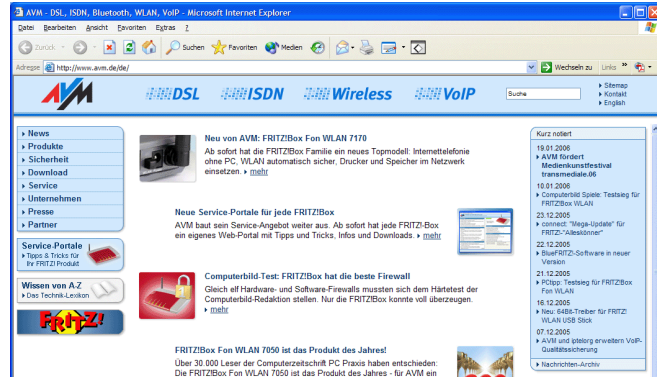 AVM - DSL, ISDN, Bluetooth, WLAN, VoIP - Microsoft Internet Explorer
Datei Bearbeiten Ansicht Favoriten Extras ?
Zurück Suchen Favoriten Medien
Adresse http://www.avm.de/de/ Wechseln zu Links
AVM
DSL ISDN Wireless VoIP
Suche
Sitemap
Kontakt
English
News
Produkte
Sicherheit
Download
Service
Unternehmen
Presse
Partner
Service-Portale
Tipps & Tricks für
Ihr FRITZ! Produkt
Wissen von A-Z
Das Technik-Lexikon
FRITZ!
Neu von AVM: FRITZ!Box Fon WLAN 7170
Ab sofort hat die FRITZ!Box Familie ein neues Topmodell: Internettelefonie
ohne PC, WLAN automatisch sicher, Drucker und Speicher im Netzwerk
einsetzen. mehr
Neue Service-Portale für jede FRITZ!Box
AVM baut sein Service-Angebot weiter aus. Ab sofort hat jede FRITZ!-Box
ein eigenes Web-Portal mit Tipps und Tricks, Infos und Downloads. mehr
Computerbild-Test: FRITZ!Box hat die beste Firewall
Gleich elf Hardware- und Software-Firewalls mussten sich dem Härtetest der
Computerbild-Redaktion stellen. Nur die FRITZ!Box konnte voll überzeugen.
mehr
FRITZ!Box Fon WLAN 7050 ist das Produkt des Jahres!
Über 30.000 Leser der Computerzeitschrift PC Praxis haben entschieden:
Die FRITZ!Box Fon WLAN 7050 ist das Produkt des Jahres - für AVM ein
Kurz notiert
19.01.2006
AVM fördert
Medienkunstfestival
transmediale.06
10.01.2006
Computerbild Spiele: Testsieg für
FRITZ!Box WLAN
23.12.2005
connect: "Mega-Update" für
FRITZ!-"Alleskönner"
22.12.2005
BlueFRITZ!-Software in neuer
Version
21.12.2005
PCtipp: Testsieg für FRITZ!Box
Fon WLAN
16.12.2005
Neu: 64Bit-Treiber für FRITZ!
WLAN USB Stick
07.12.2005
AVM und iptelorg erweitern VoIP-
Qualitätssicherung
Nachrichten-Archiv